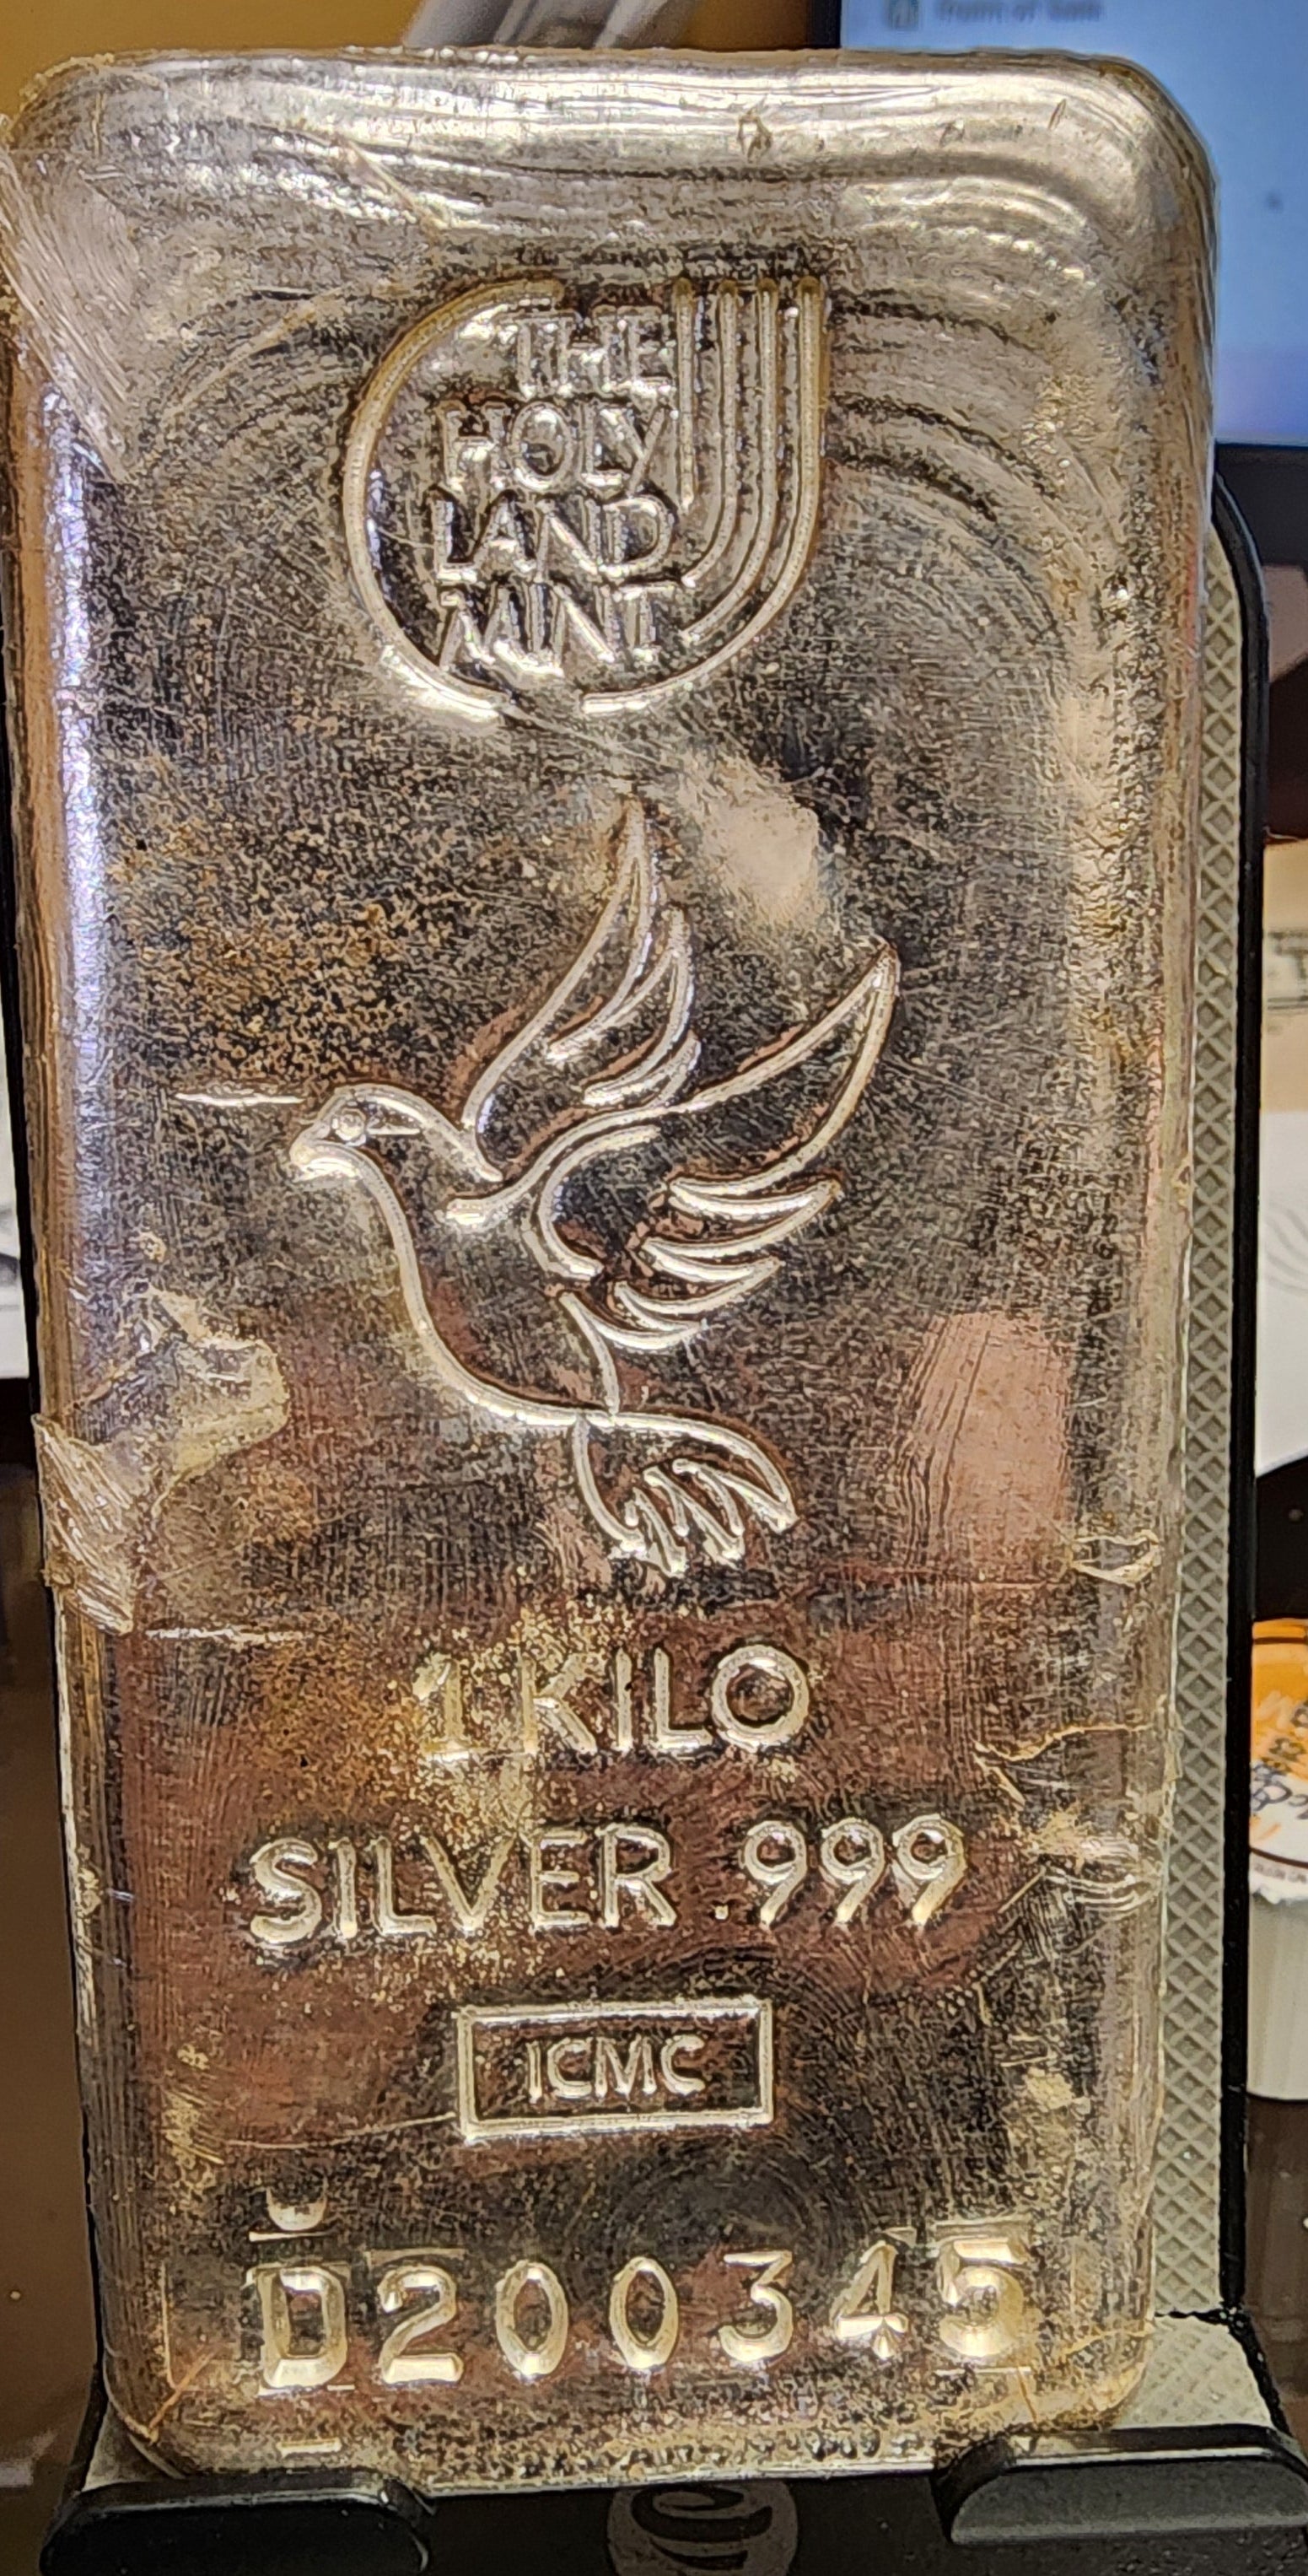 THE
HOLY
LAND
MINT
1 KILO
SILVER .999
ICMC
D200345